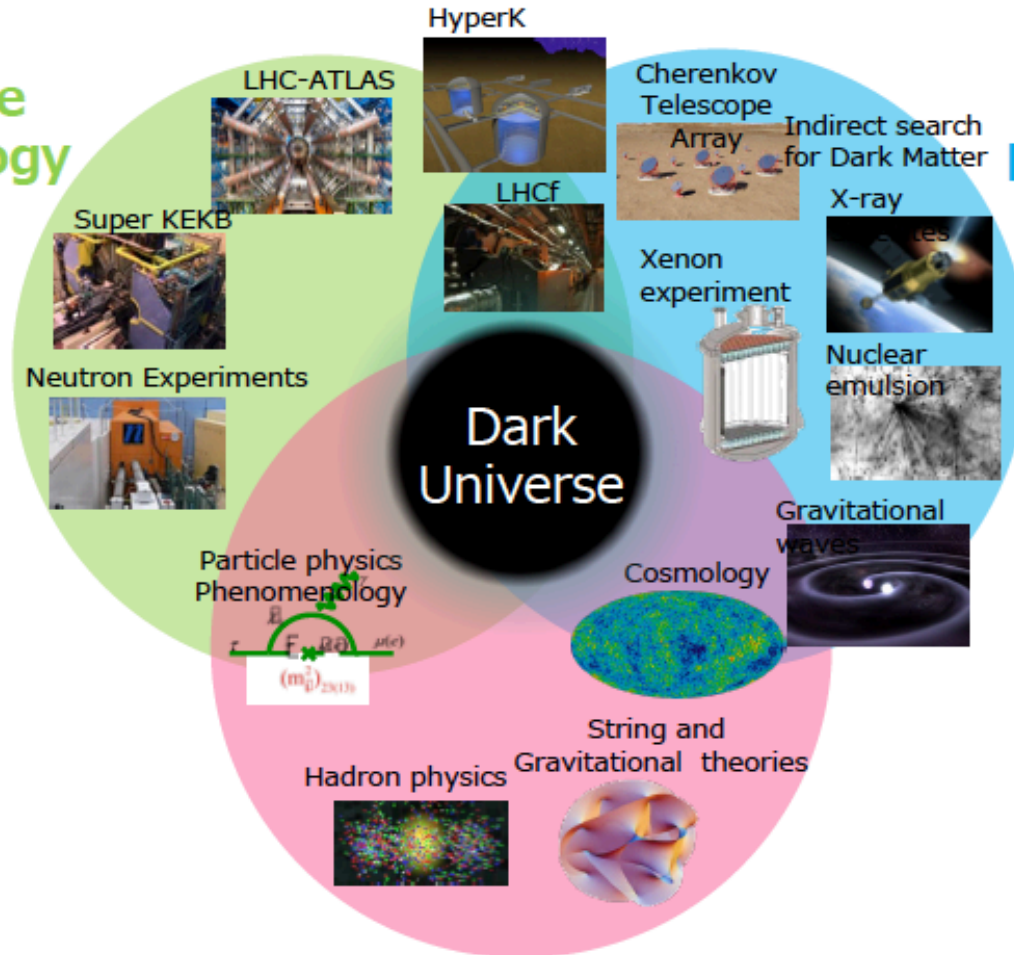 HyperK
LHC-ATLAS
Cherenkov
Telescope
Array
Indirect search
for Dark Matter
LHCf
X-ray
Super KEKB
Xenon
experiment
Neutron Experiments
Nuclear
emulsion
Dark
Universe
Gravitational
waves
Particle physics
Phenomenology
Cosmology
μ(e)
String and
Gravitational theories
Hadron physics